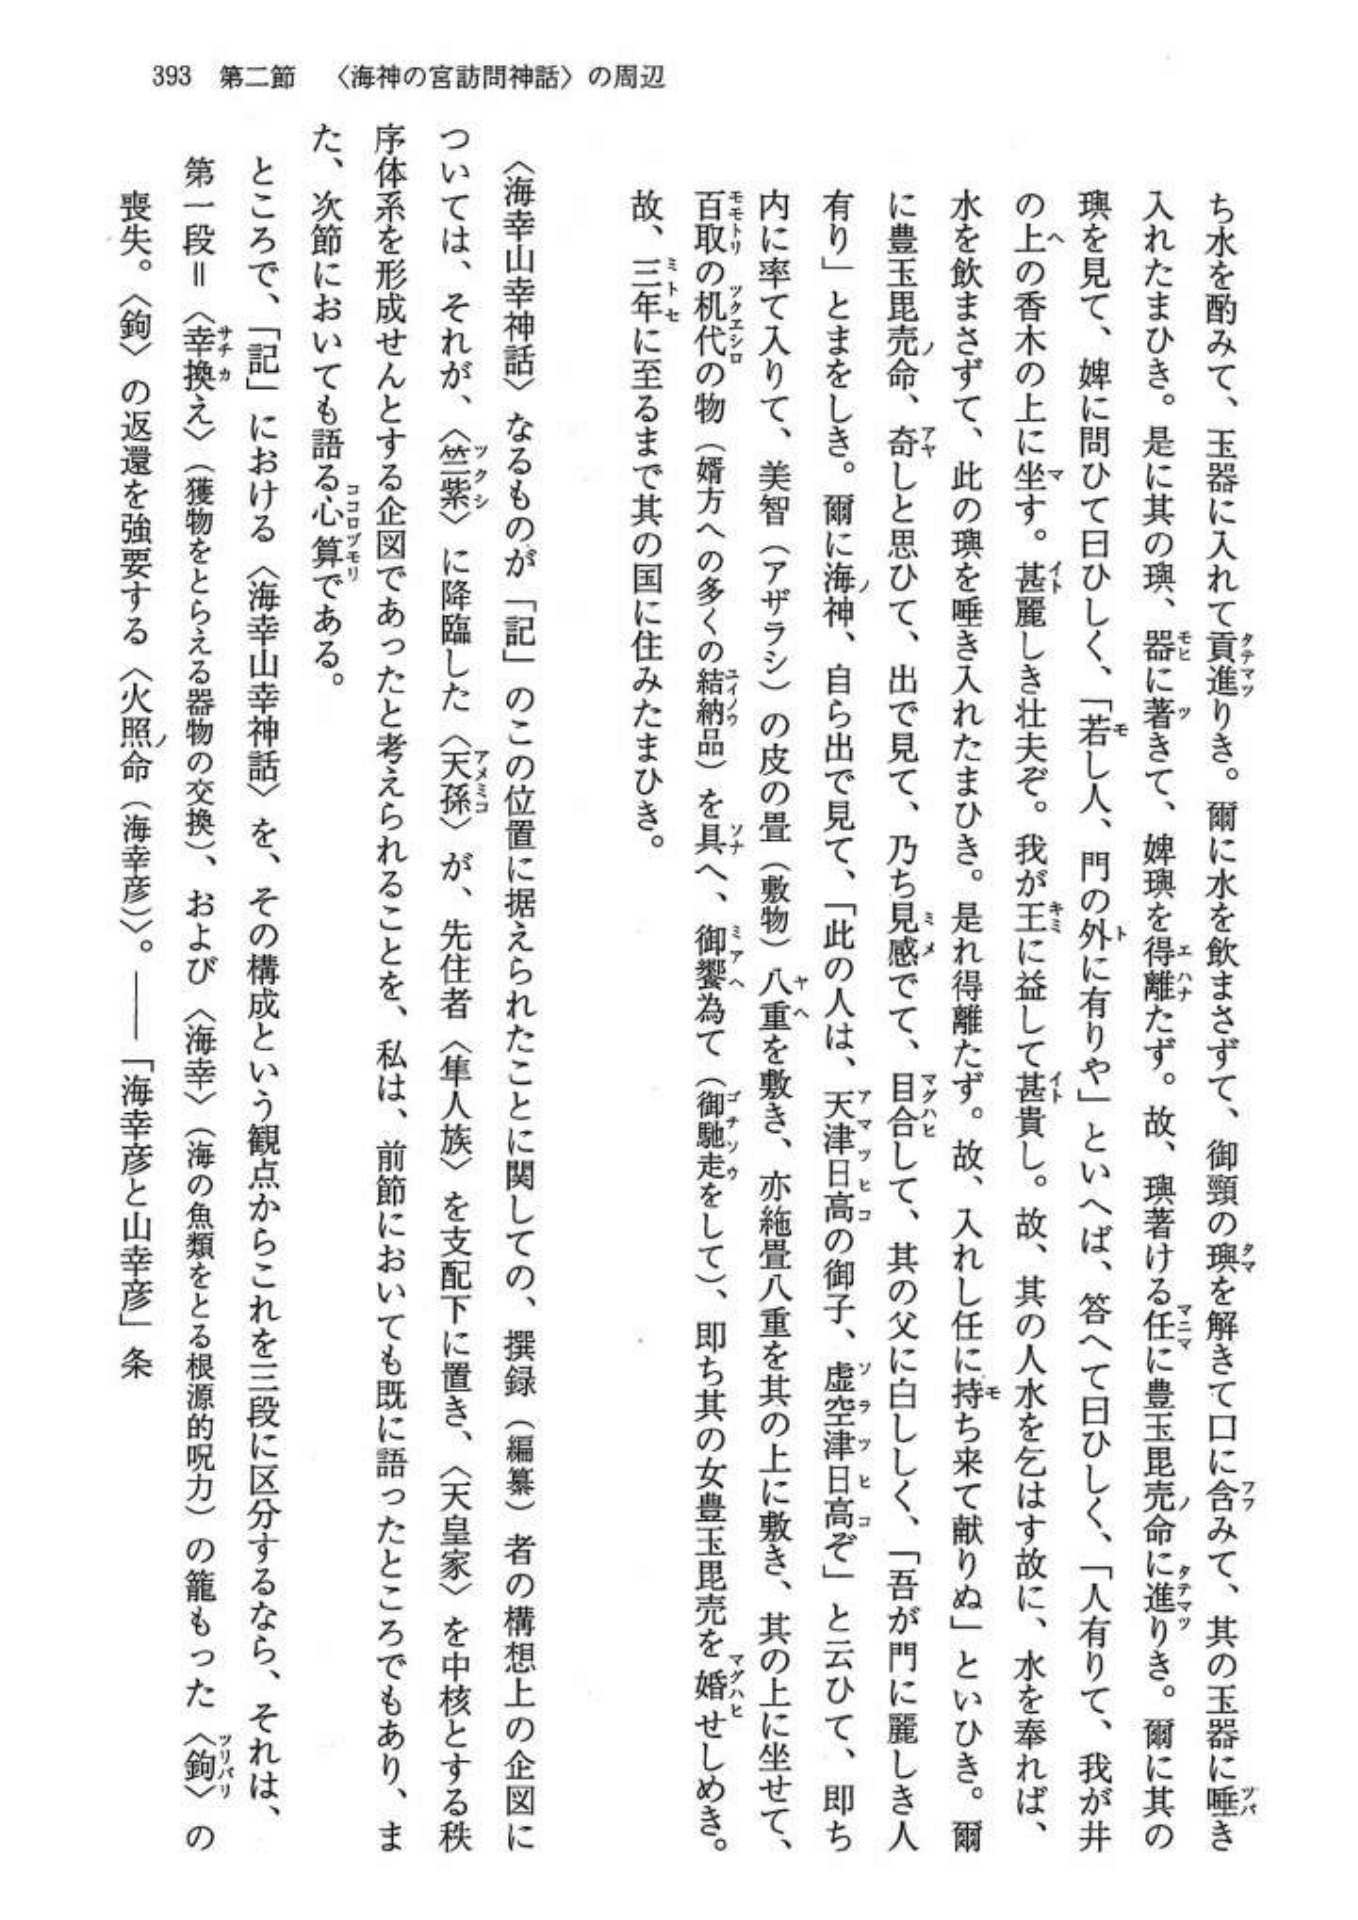 393 第二節 〈海神の宮訪問神話〉の周辺
ち水を酌みて、玉器に入れて貢進りき。爾に水を飲まさずて、御頸の璵を解きて口に含みて、其の玉器に唾き
入れたまひき。是に其の璵、器に著きて、婢璵を得離たず。故、璵著ける任に豊玉毘売命に進りき。爾に其の
璵を見て、婢に問ひて曰ひしく、「若し人、門の外に有りや」といへば、答へて曰ひしく、「人有りて、我が井
の上の香木の上に坐す。甚麗しき壮夫ぞ。我が王に益して甚貴し。故、其の人水を乞はす故に、水を奉れば、
水を飲まさずて、此の璵を唾き入れたまひき。是れ得離たず。故、入れし任に持ち来て献りぬ」といひき。爾
に豊玉毘売命、奇しと思ひて、出で見て、乃ち見感でて、目合して、其の父に白ししく、「吾が門に麗しき人
有り」とまをしき。爾に海神、自ら出で見て、「此の人は、天津日高の御子、虚空津日高ぞ」と云ひて、即ち
内に率て入りて、美智（アザラシ）の皮の畳（敷物）八重を敷き、亦絁畳八重を其の上に敷き、其の上に坐せて、
百取の机代の物（婿方への多くの結納品）を具へ、御饗為て（御馳走をして）、即ち其の女豊玉毘売を婚せしめき。
故、三年に至るまで其の国に住みたまひき。
〈海幸山幸神話〉なるものが「記」のこの位置に据えられたことに関しての、撰録（編纂）者の構想上の企図に
ついては、それが、〈竺紫〉に降臨した〈天孫〉が、先住者〈隼人族〉を支配下に置き、〈天皇家〉を中核とする秩
序体系を形成せんとする企図であったと考えられることを、私は、前節においても既に語ったところでもあり、ま
た、次節においても語る心算である。
ところで、「記」における〈海幸山幸神話〉を、その構成という観点からこれを三段に区分するなら、それは、
第一段＝〈幸換え〉（獲物をとらえる器物の交換）、および〈海幸〉（海の魚類をとる根源的呪力）の籠もった〈鉤〉の
喪失。〈鉤〉の返還を強要する〈火照命（海幸彦）〉。――「海幸彦と山幸彦」条